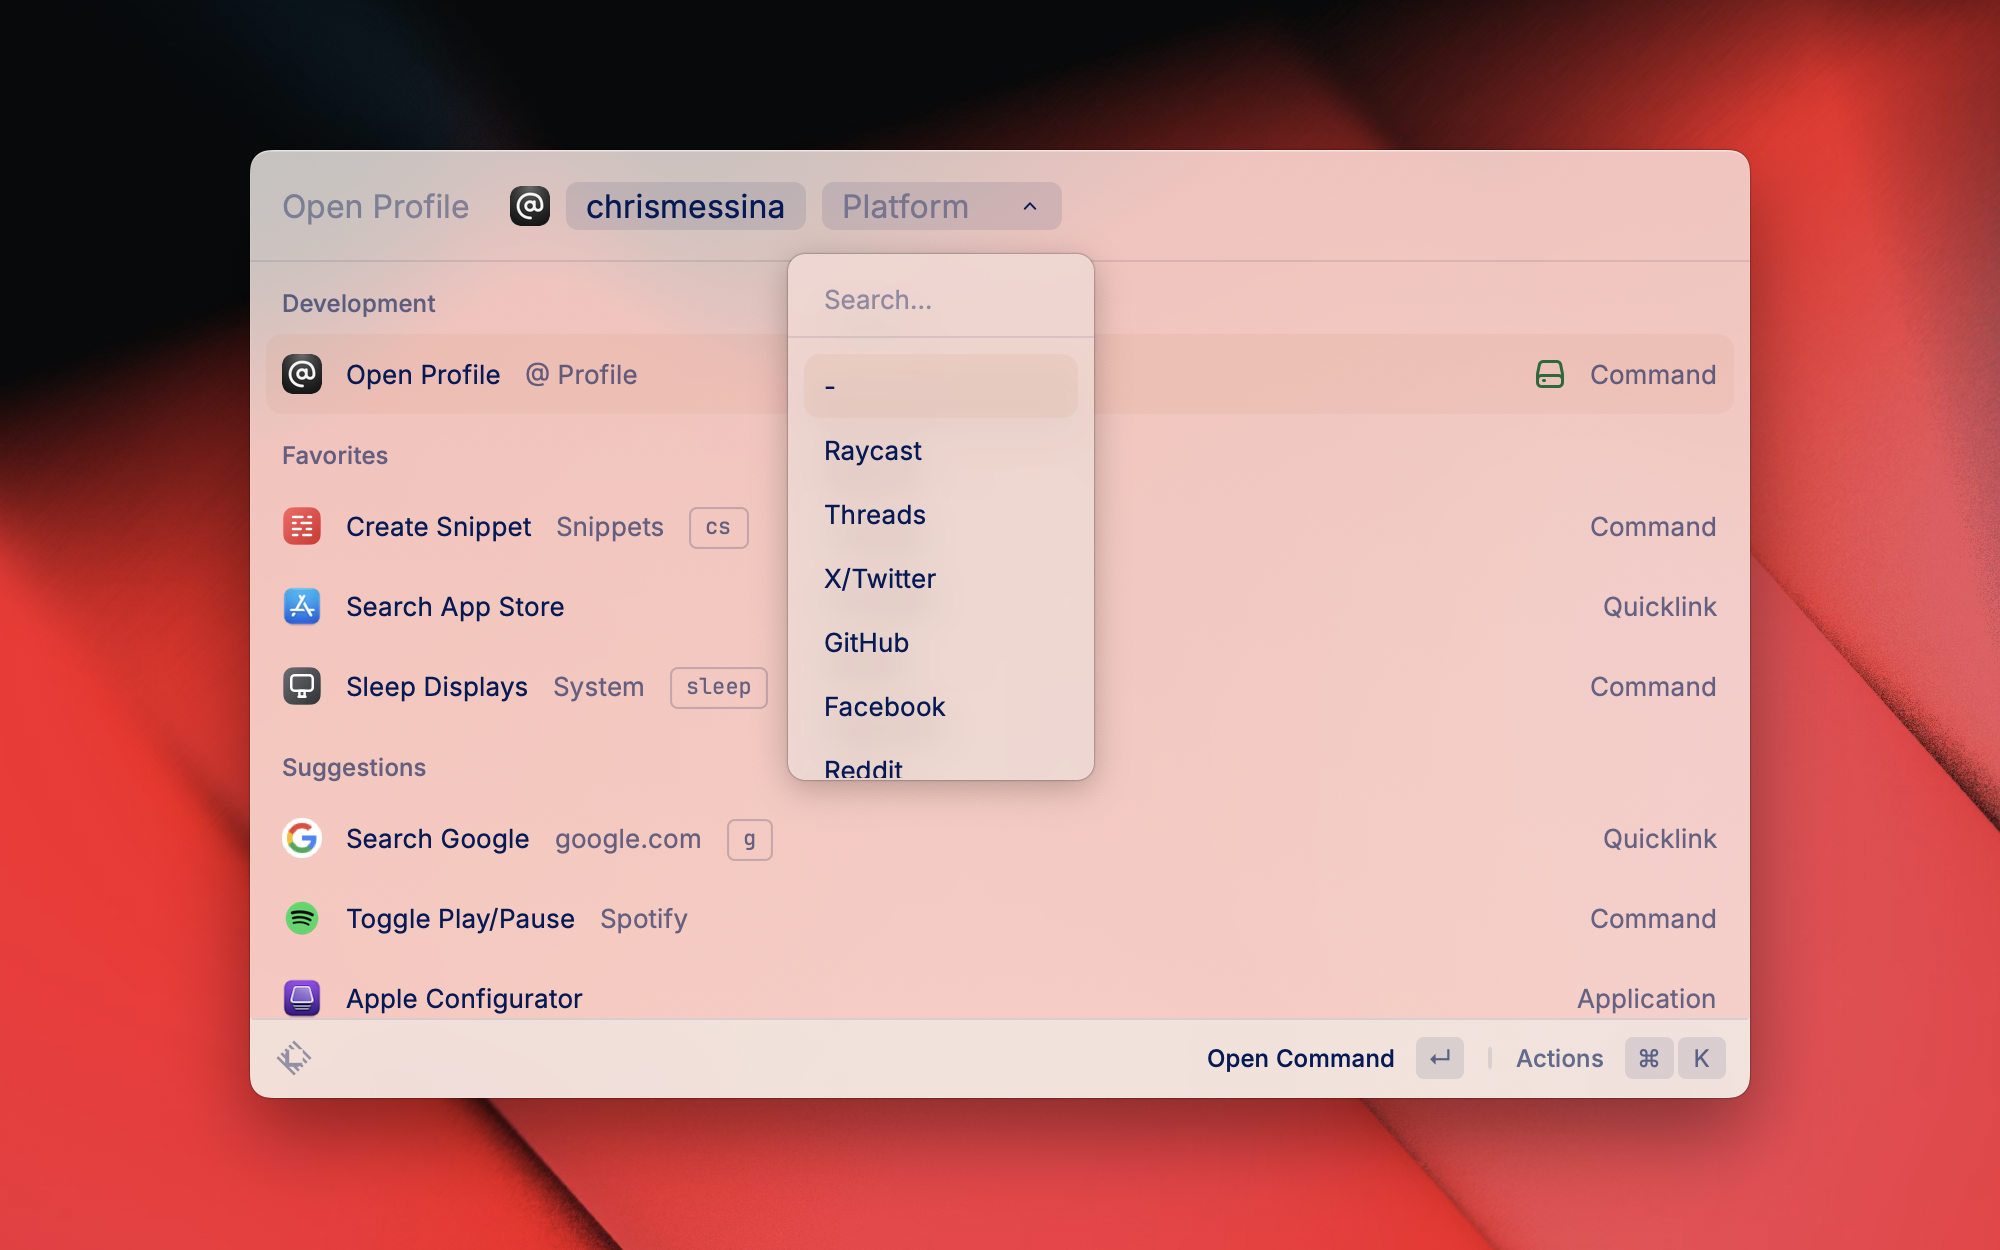 Open Profile @ chrismessina Platform
Search...
-
Raycast
Threads
X/Twitter
GitHub
Facebook
Reddit
Development
Open Profile @ Profile Command
Favorites
Create Snippet Snippets cs Command
Search App Store Quicklink
Sleep Displays System sleep Command
Suggestions
Search Google google.com g Quicklink
Toggle Play/Pause Spotify Command
Apple Configurator Application
Open Command ↵ | Actions ⌘ K